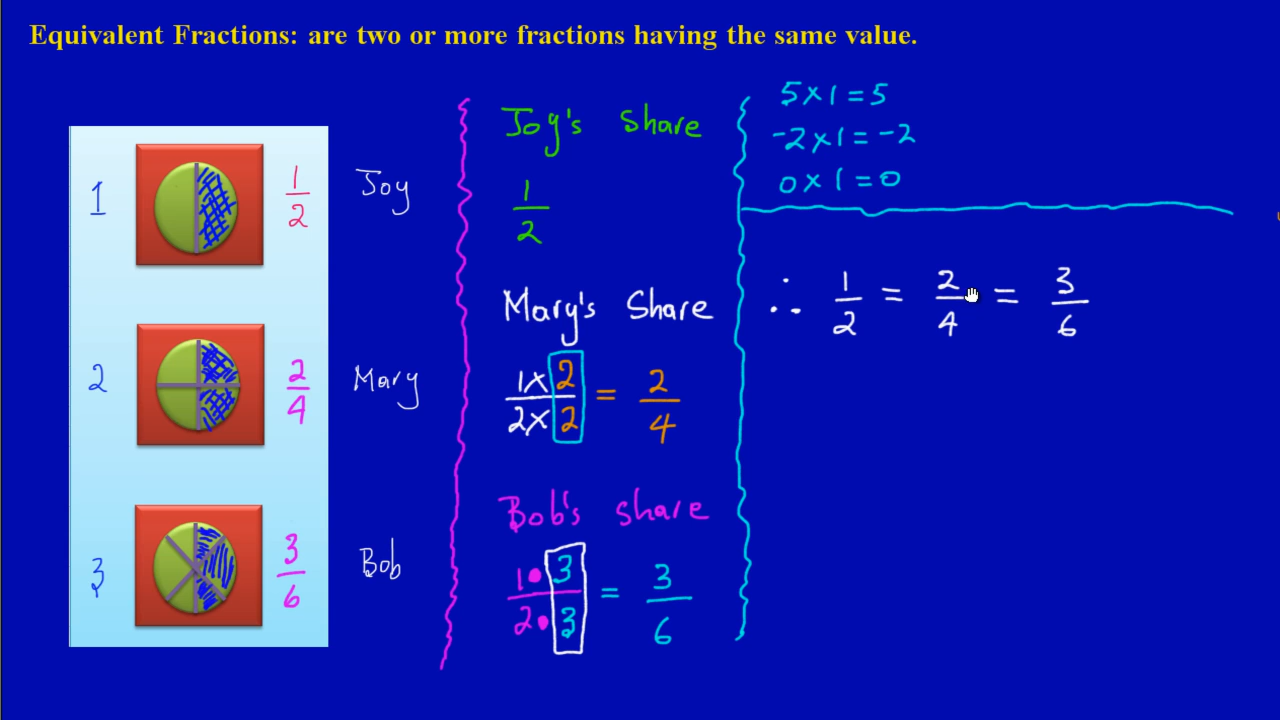 Equivalent Fractions: are two or more fractions having the same value.
1 1/2 Joy
2 2/4 Mary
3 3/6 Bob
Joy's Share
1/2
Mary's Share
1x2/2x2 = 2/4
Bob's share
1•3/2•3 = 3/6
5x1=5
-2x1=-2
0x1=0
∴ 1/2 = 2/4 = 3/6